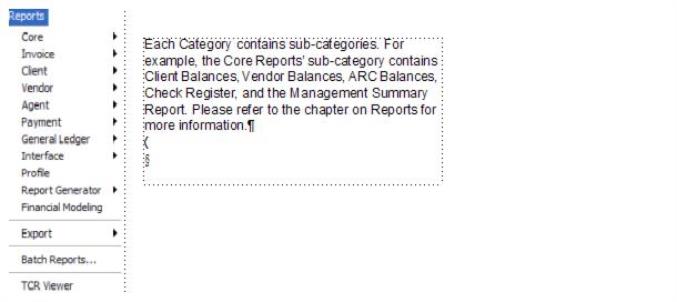 Reports
Core
Invoice
Client
Vendor
Agent
Payment
General Ledger
Interface
Profile
Report Generator
Financial Modeling
Export
Batch Reports...
TCR Viewer
Each Category contains sub-categories. For
example, the Core Reports' sub-category contains
Client Balances, Vendor Balances, ARC Balances,
Check Register, and the Management Summary
Report. Please refer to the chapter on Reports for
more information.¶
(
§